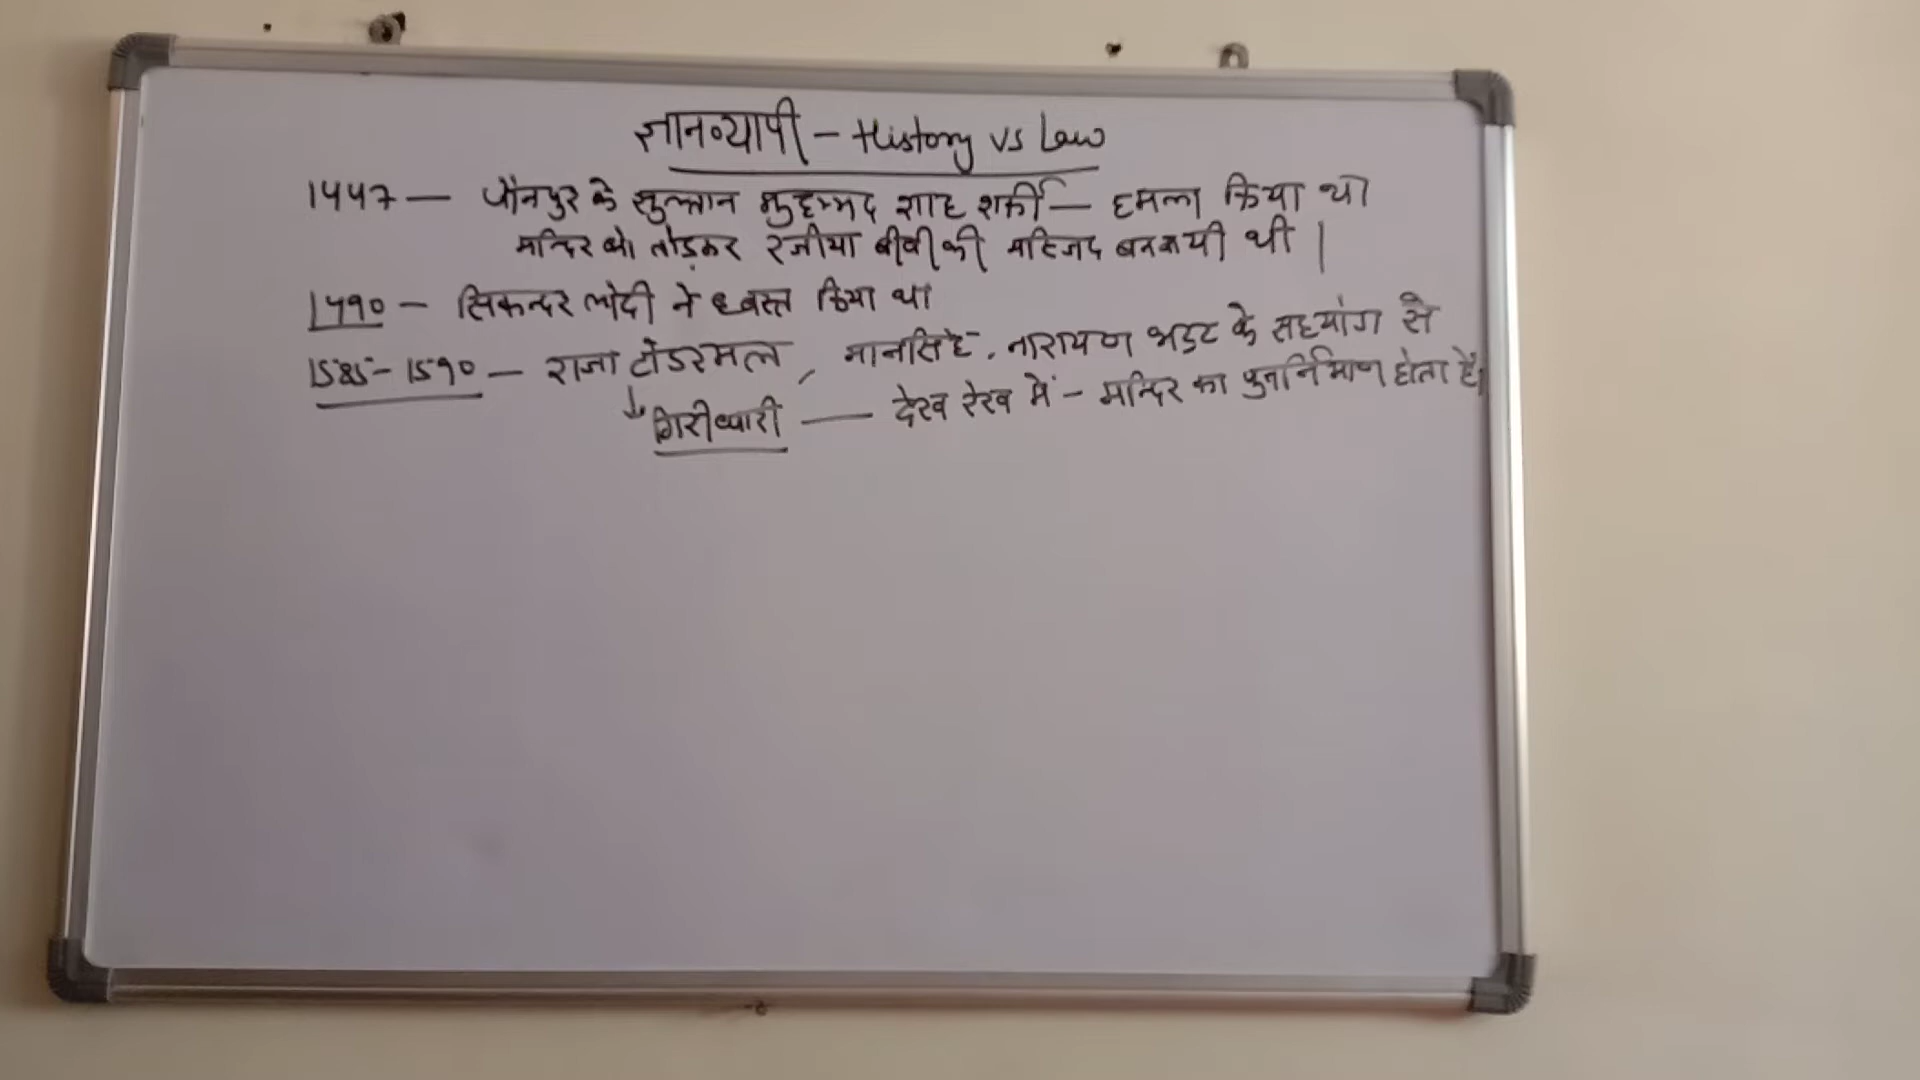 ज्ञानव्यापी – History vs Law
1447 — जौनपुर के सुल्तान मुहम्मद शाह शर्की — हमला किया था
मन्दिर को तोड़कर रजीया बीबी की मस्जिद बनवायी थी |
1490 – सिकन्दर लोदी ने ध्वस्त किया था
1585-1590 – राजा टोडरमल, मानसिंह, नारायण भट्ट के सहयोग से
↓ गिरीधारी — देख रेख में – मन्दिर का पुनर्निमाण होता है।